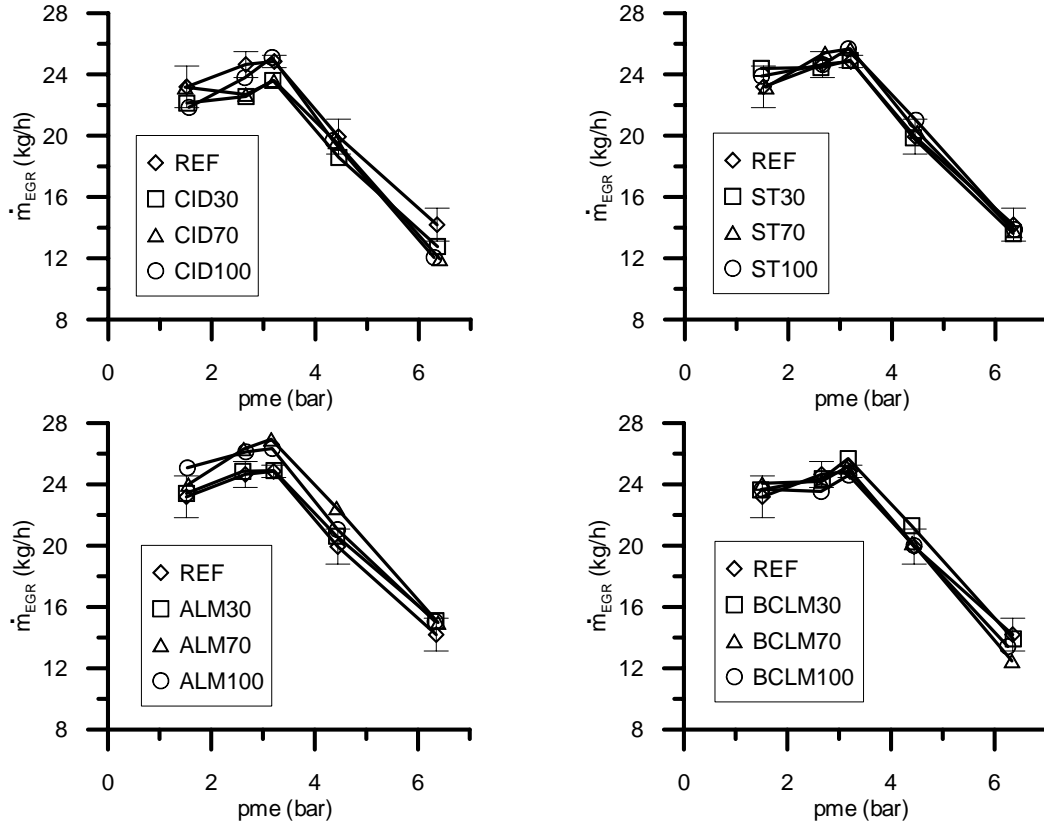 28
24
20
16
12
8
ṁEGR (kg/h)
REF
CID30
CID70
CID100
0 2 4 6
pme (bar)
28
24
20
16
12
8
ṁEGR (kg/h)
REF
ST30
ST70
ST100
0 2 4 6
pme (bar)
28
24
20
16
12
8
ṁEGR (kg/h)
REF
ALM30
ALM70
ALM100
0 2 4 6
pme (bar)
28
24
20
16
12
8
ṁEGR (kg/h)
REF
BCLM30
BCLM70
BCLM100
0 2 4 6
pme (bar)